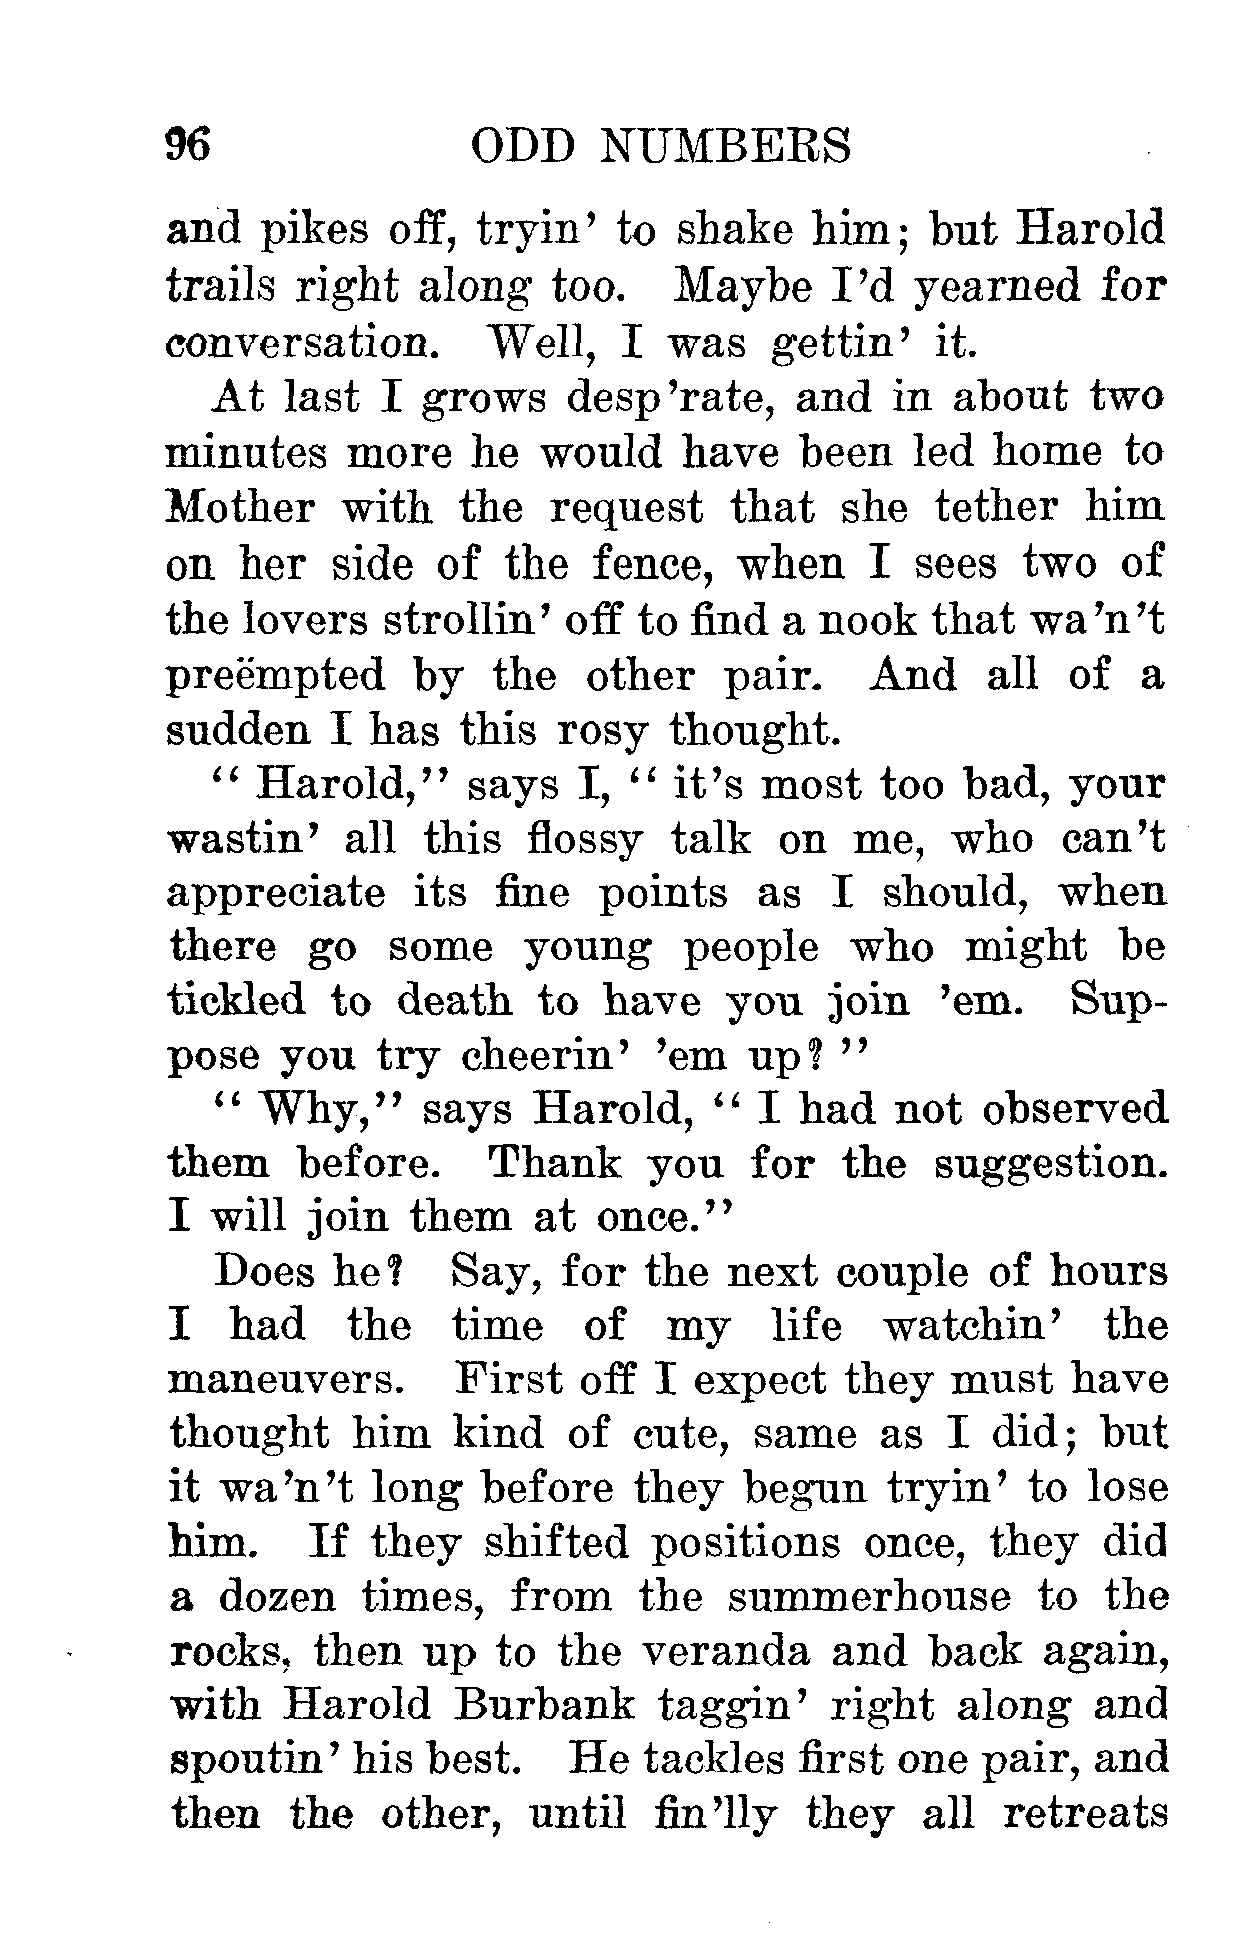 96 ODD NUMBERS
and pikes off, tryin' to shake him; but Harold
trails right along too. Maybe I'd yearned for
conversation. Well, I was gettin' it.
At last I grows desp'rate, and in about two
minutes more he would have been led home to
Mother with the request that she tether him
on her side of the fence, when I sees two of
the lovers strollin' off to find a nook that wa'n't
preëmpted by the other pair. And all of a
sudden I has this rosy thought.
"Harold," says I, "it's most too bad, your
wastin' all this flossy talk on me, who can't
appreciate its fine points as I should, when
there go some young people who might be
tickled to death to have you join 'em. Sup-
pose you try cheerin' 'em up?"
"Why," says Harold, "I had not observed
them before. Thank you for the suggestion.
I will join them at once."
Does he? Say, for the next couple of hours
I had the time of my life watchin' the
maneuvers. First off I expect they must have
thought him kind of cute, same as I did; but
it wa'n't long before they begun tryin' to lose
him. If they shifted positions once, they did
a dozen times, from the summerhouse to the
rocks, then up to the veranda and back again,
with Harold Burbank taggin' right along and
spoutin' his best. He tackles first one pair, and
then the other, until fin'lly they all retreats